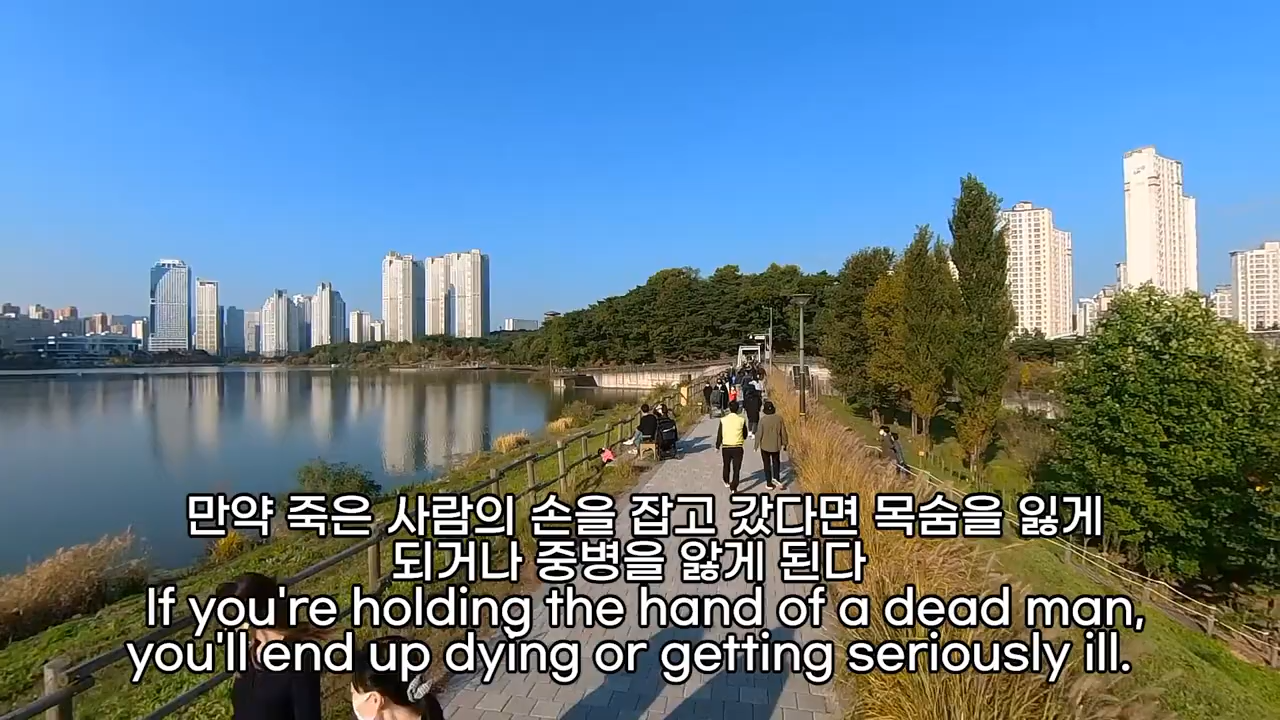 만약 죽은 사람의 손을 잡고 갔다면 목숨을 잃게
되거나 중병을 앓게 된다
If you're holding the hand of a dead man,
you'll end up dying or getting seriously ill.